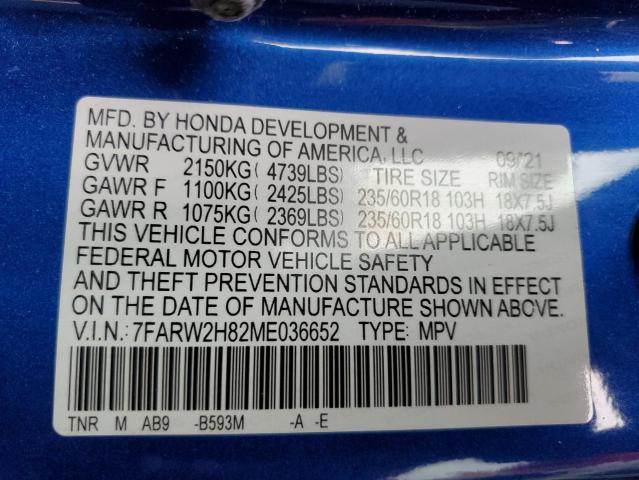 MFD. BY HONDA DEVELOPMENT &
MANUFACTURING OF AMERICA, LLC 09/'21
GVWR 2150KG ( 4739LBS) TIRE SIZE RIM SIZE
GAWR F 1100KG ( 2425LBS) 235/60R18 103H 18X7.5J
GAWR R 1075KG ( 2369LBS) 235/60R18 103H 18X7.5J
THIS VEHICLE CONFORMS TO ALL APPLICABLE
FEDERAL MOTOR VEHICLE SAFETY
AND THEFT PREVENTION STANDARDS IN EFFECT
ON THE DATE OF MANUFACTURE SHOWN ABOVE.
V.I.N.: 7FARW2H82ME036652 TYPE: MPV
TNR M AB9 -B593M -A -E